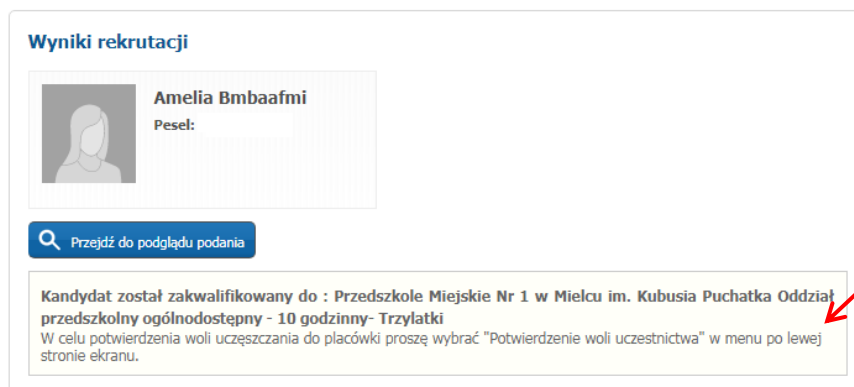 Wyniki rekrutacji
Amelia Bmbaafmi
Pesel:
Przejdź do podglądu podania
Kandydat został zakwalifikowany do : Przedszkole Miejskie Nr 1 w Mielcu im. Kubusia Puchatka Oddział
przedszkolny ogólnodostępny - 10 godzinny- Trzylatki
W celu potwierdzenia woli uczęszczania do placówki proszę wybrać "Potwierdzenie woli uczestnictwa" w menu po lewej
stronie ekranu.